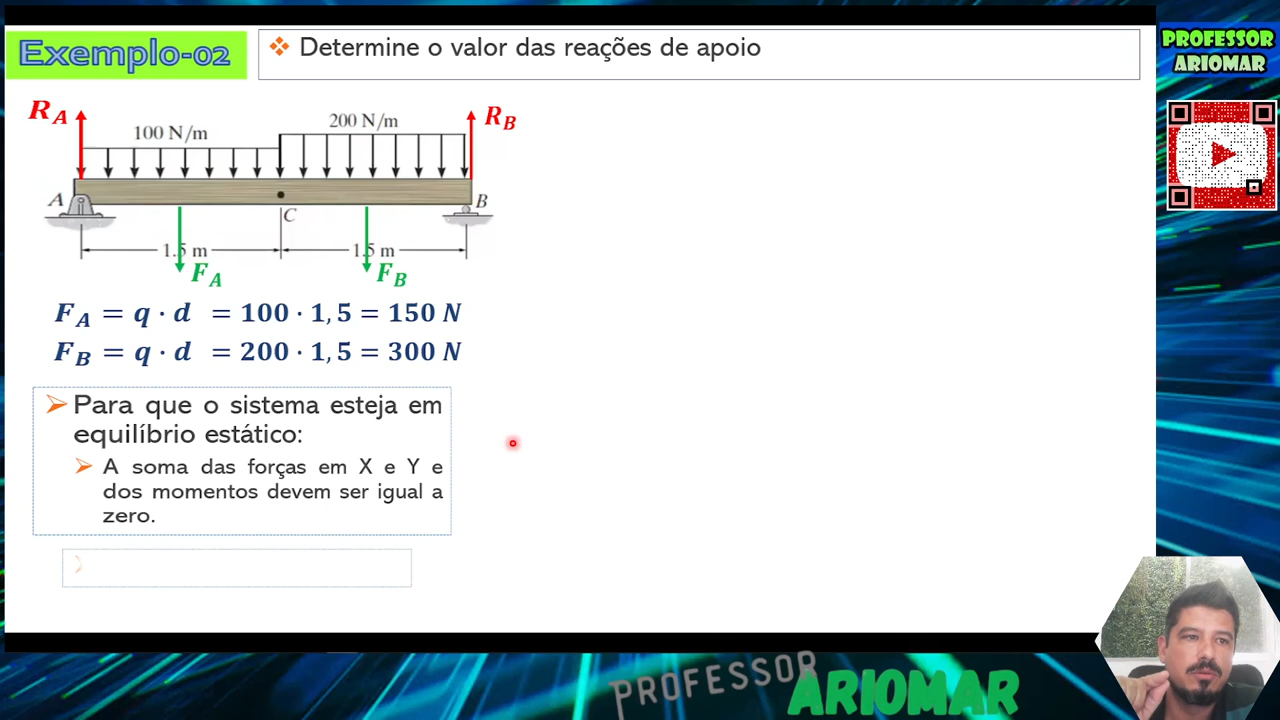 Exemplo-02
❖ Determine o valor das reações de apoio
PROFESSOR
ARIOMAR
R_A
100 N/m
200 N/m
R_B
A
B
C
1.5 m
1.5 m
F_A
F_B
F_A = q · d = 100 · 1,5 = 150 N
F_B = q · d = 200 · 1,5 = 300 N
➢ Para que o sistema esteja em
equilíbrio estático:
➢ A soma das forças em X e Y e
dos momentos devem ser igual a
zero.
PROFESSOR
ARIOMAR